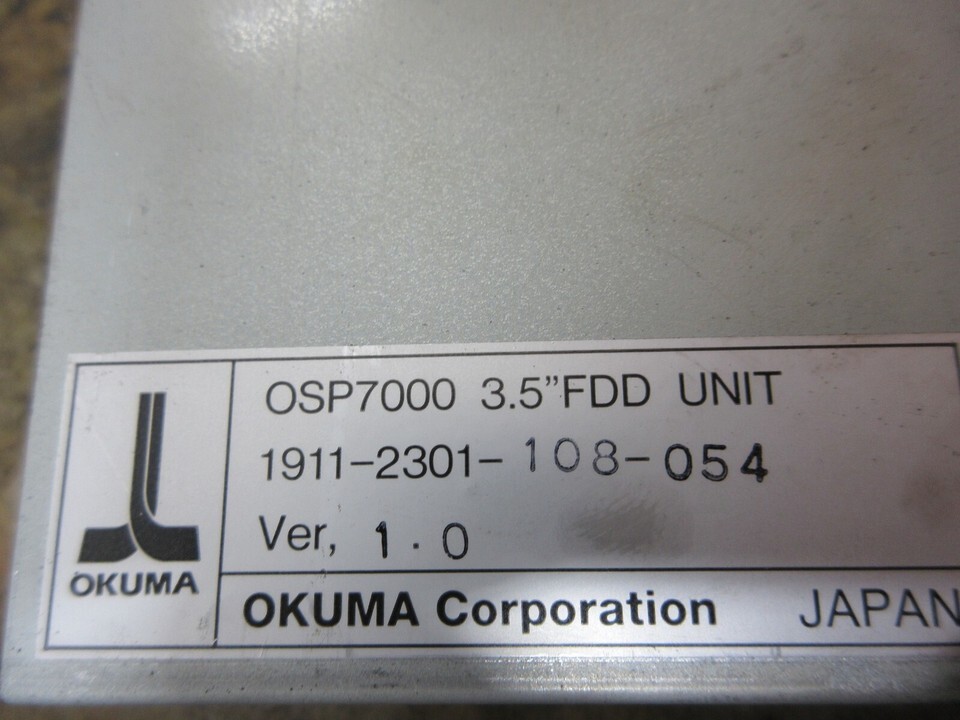 OSP7000 3.5”FDD UNIT
1911-2301-108-054
Ver, 1.0
OKUMA
OKUMA Corporation JAPAN